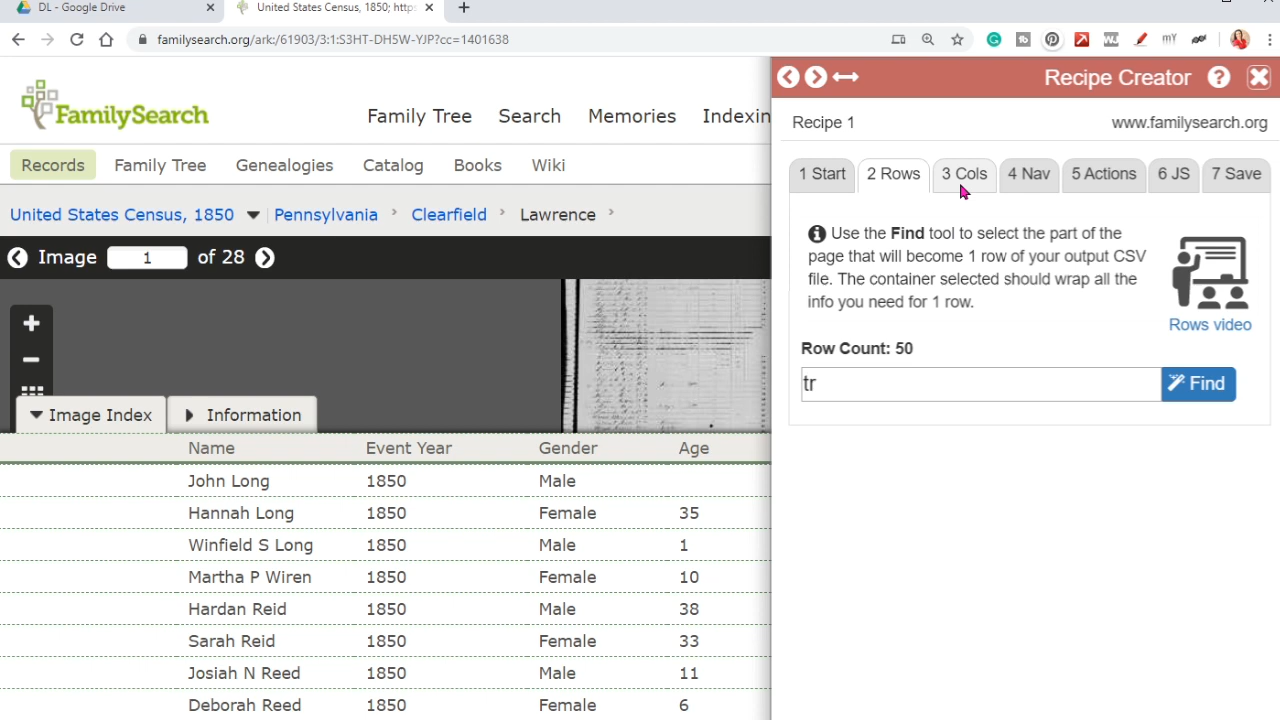 DL - Google Drive
United States Census, 1850; http
familysearch.org/ark:/61903/3:1:S3HT-DH5W-YJP?cc=1401638
FamilySearch
Family Tree Search Memories Indexin
Records Family Tree Genealogies Catalog Books Wiki
United States Census, 1850 Pennsylvania Clearfield Lawrence
Image 1 of 28
Image Index Information
Name Event Year Gender Age
John Long 1850 Male
Hannah Long 1850 Female 35
Winfield S Long 1850 Male 1
Martha P Wiren 1850 Female 10
Hardan Reid 1850 Male 38
Sarah Reid 1850 Female 33
Josiah N Reed 1850 Male 11
Deborah Reed 1850 Female 6
Recipe Creator
Recipe 1 www.familysearch.org
1 Start 2 Rows 3 Cols 4 Nav 5 Actions 6 JS 7 Save
Use the Find tool to select the part of the
page that will become 1 row of your output CSV
file. The container selected should wrap all the
info you need for 1 row.
Rows video
Row Count: 50
tr
Find